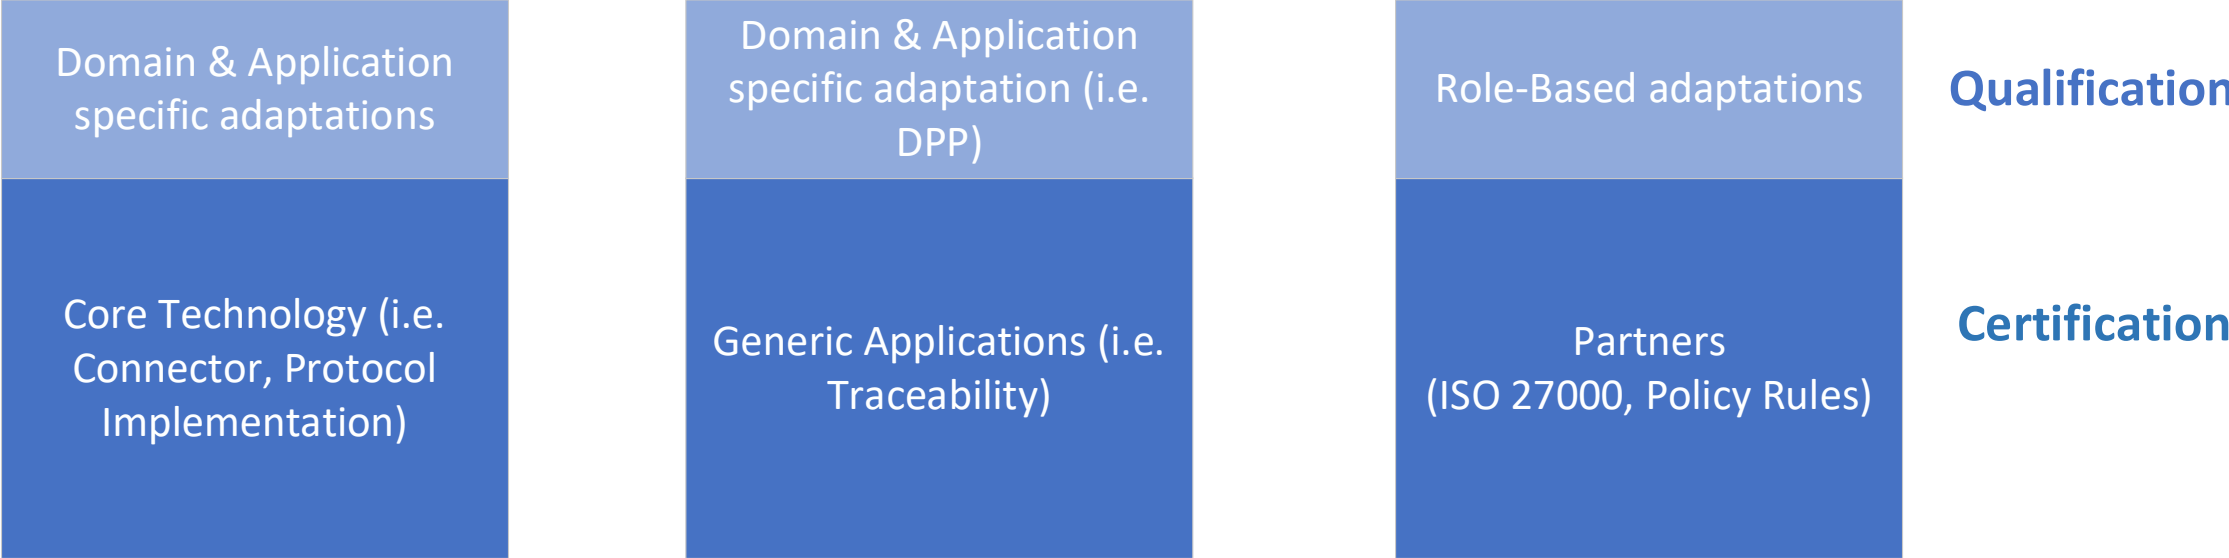 Domain & Application
specific adaptations
Domain & Application
specific adaptation (i.e.
DPP)
Role-Based adaptations
Qualification
Core Technology (i.e.
Connector, Protocol
Implementation)
Generic Applications (i.e.
Traceability)
Partners
(ISO 27000, Policy Rules)
Certification